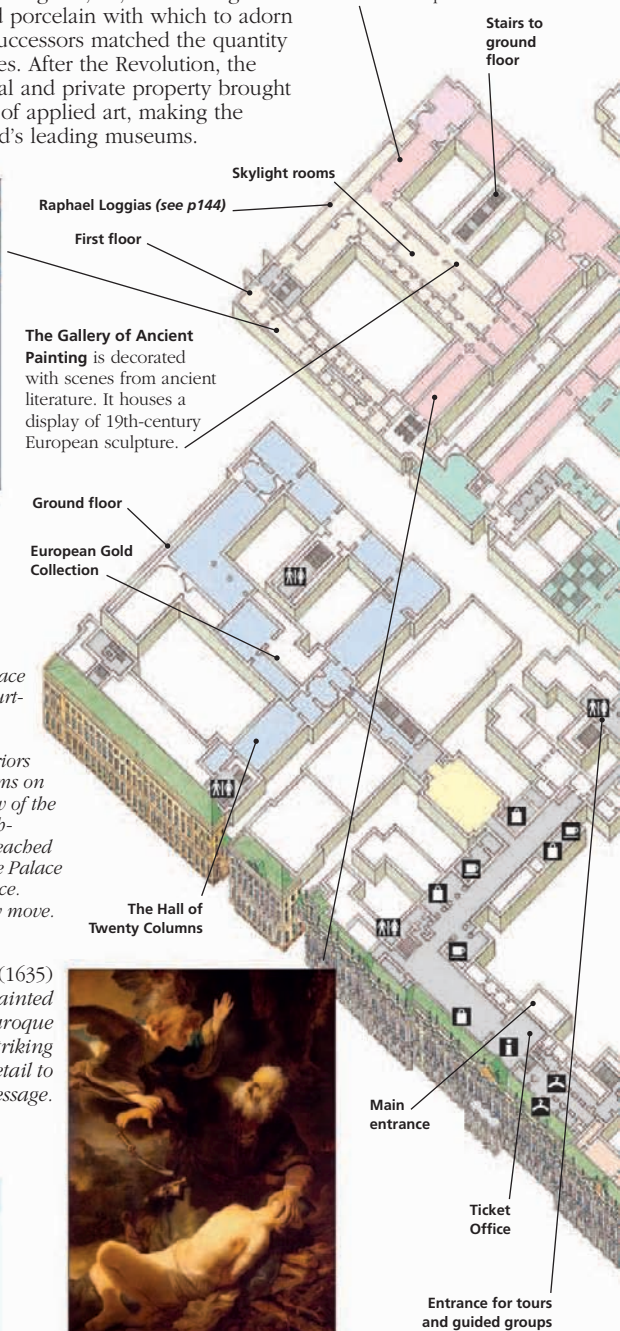 d porcelain with which to adorn
uccessors matched the quantity
es. After the Revolution, the
al and private property brought
of applied art, making the
d's leading museums.
Stairs to
ground
floor
Skylight rooms
Raphael Loggias (see p144)
First floor
The Gallery of Ancient
Painting is decorated
with scenes from ancient
literature. It houses a
display of 19th-century
European sculpture.
Ground floor
European Gold
Collection
ace
urt-
riors
ms on
w of the
b-
eached
e Palace
ce.
y move.
The Hall of
Twenty Columns
(1635)
ainted
aroque
triking
etail to
essage.
Main
entrance
Ticket
Office
Entrance for tours
and guided groups